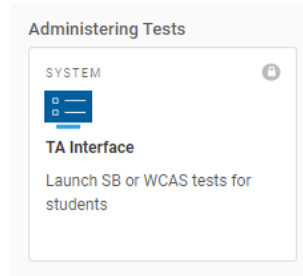 Administering Tests
SYSTEM
TA Interface
Launch SB or WCAS tests for
students